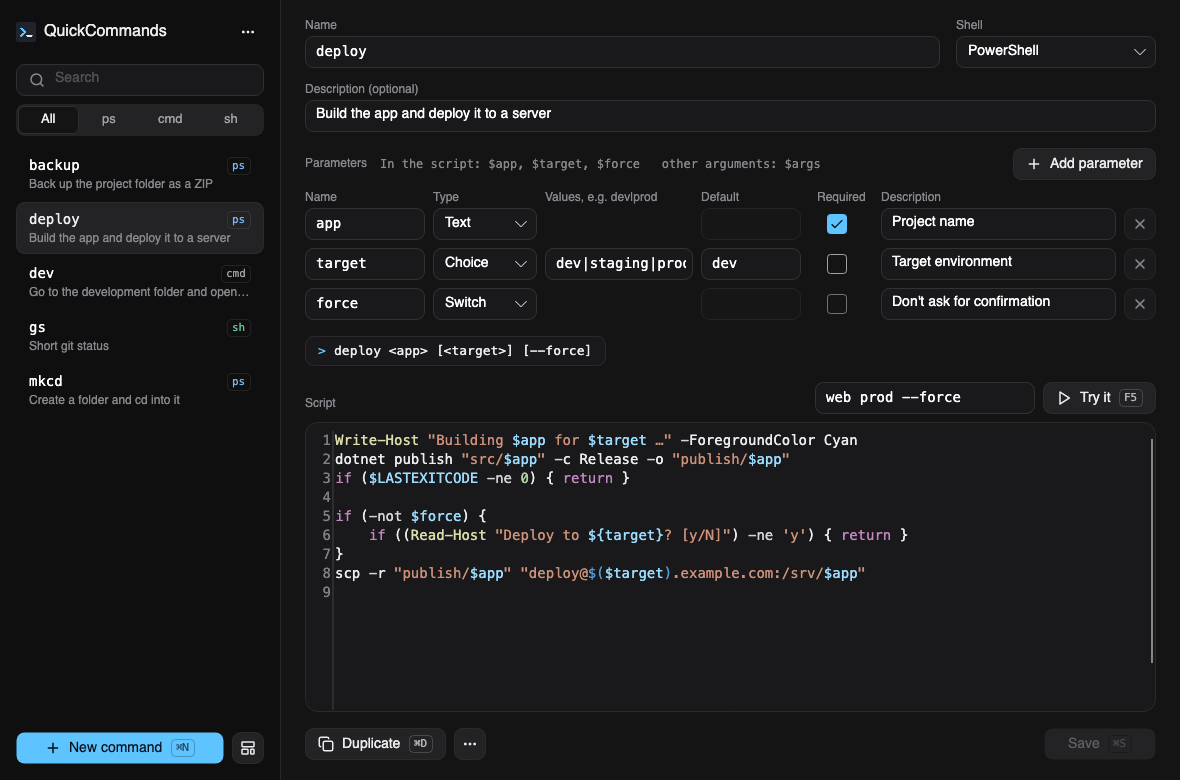 QuickCommands
Search
All ps cmd sh
backup ps
Back up the project folder as a ZIP
deploy ps
Build the app and deploy it to a server
dev cmd
Go to the development folder and open…
gs sh
Short git status
mkcd ps
Create a folder and cd into it
New command ⌘N
Name Shell
deploy PowerShell
Description (optional)
Build the app and deploy it to a server
Parameters In the script: $app, $target, $force other arguments: $args Add parameter
Name Type Values, e.g. dev|prod Default Required Description
app Text Project name
target Choice dev|staging|prod dev Target environment
force Switch Don't ask for confirmation
> deploy <app> [<target>] [--force]
Script web prod --force Try it F5
1 Write-Host "Building $app for $target …" -ForegroundColor Cyan
2 dotnet publish "src/$app" -c Release -o "publish/$app"
3 if ($LASTEXITCODE -ne 0) { return }
4
5 if (-not $force) {
6 if ((Read-Host "Deploy to ${target}? [y/N]") -ne 'y') { return }
7 }
8 scp -r "publish/$app" "deploy@$($target).example.com:/srv/$app"
9
Duplicate ⌘D Save ⌘S